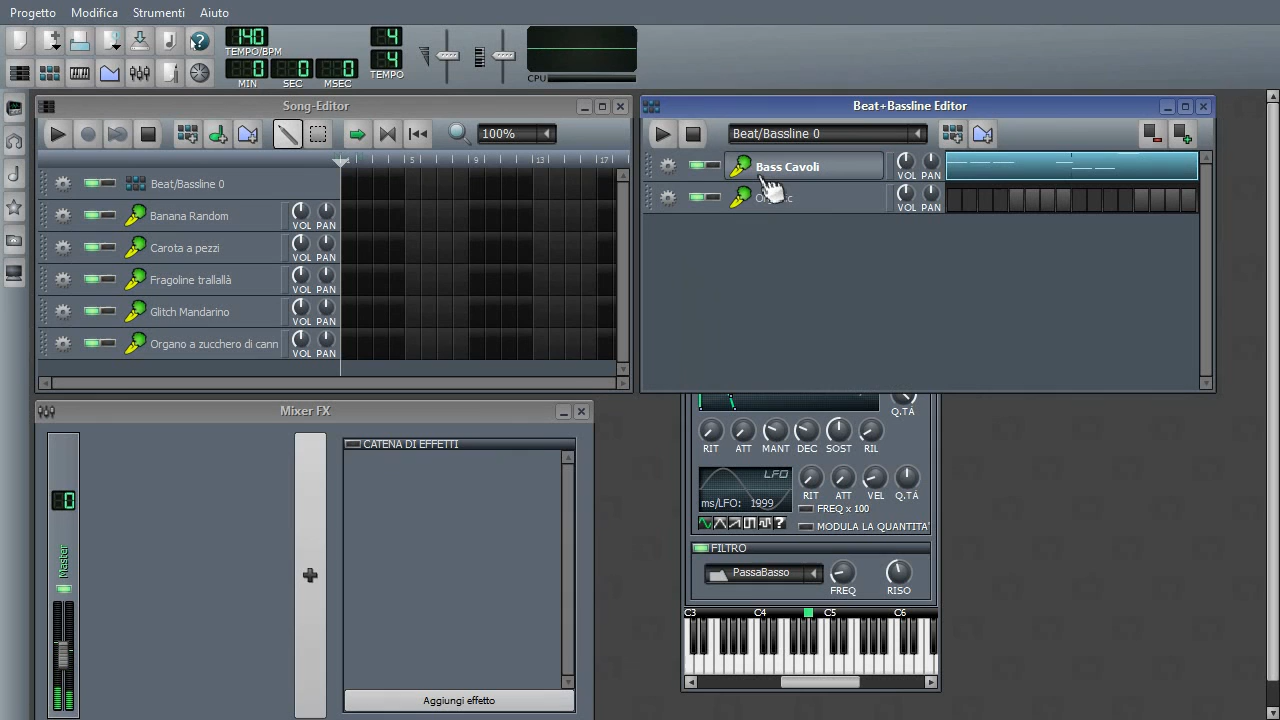 Progetto Modifica Strumenti Aiuto
140
TEMPO/BPM
4
4
TEMPO
0 0 0
MIN SEC MSEC
CPU
Song-Editor
100%
1 5 9 13 17
Beat/Bassline 0
Banana Random VOL PAN
Carota a pezzi VOL PAN
Fragoline trallallà VOL PAN
Glitch Mandarino VOL PAN
Organo a zucchero di cann VOL PAN
Beat+Bassline Editor
Beat/Bassline 0
Bass Cavoli VOL PAN
VOL PAN
Mixer FX
0
Master
CATENA DI EFFETTI
Aggiungi effetto
Q.TÀ
RIT ATT MANT DEC SOST RIL
LFO
ms/LFO: 1999
RIT ATT VEL Q.TÀ
FREQ x 100
?
MODULA LA QUANTITA'
FILTRO
PassaBasso
FREQ RISO
C3 C4 C5 C6